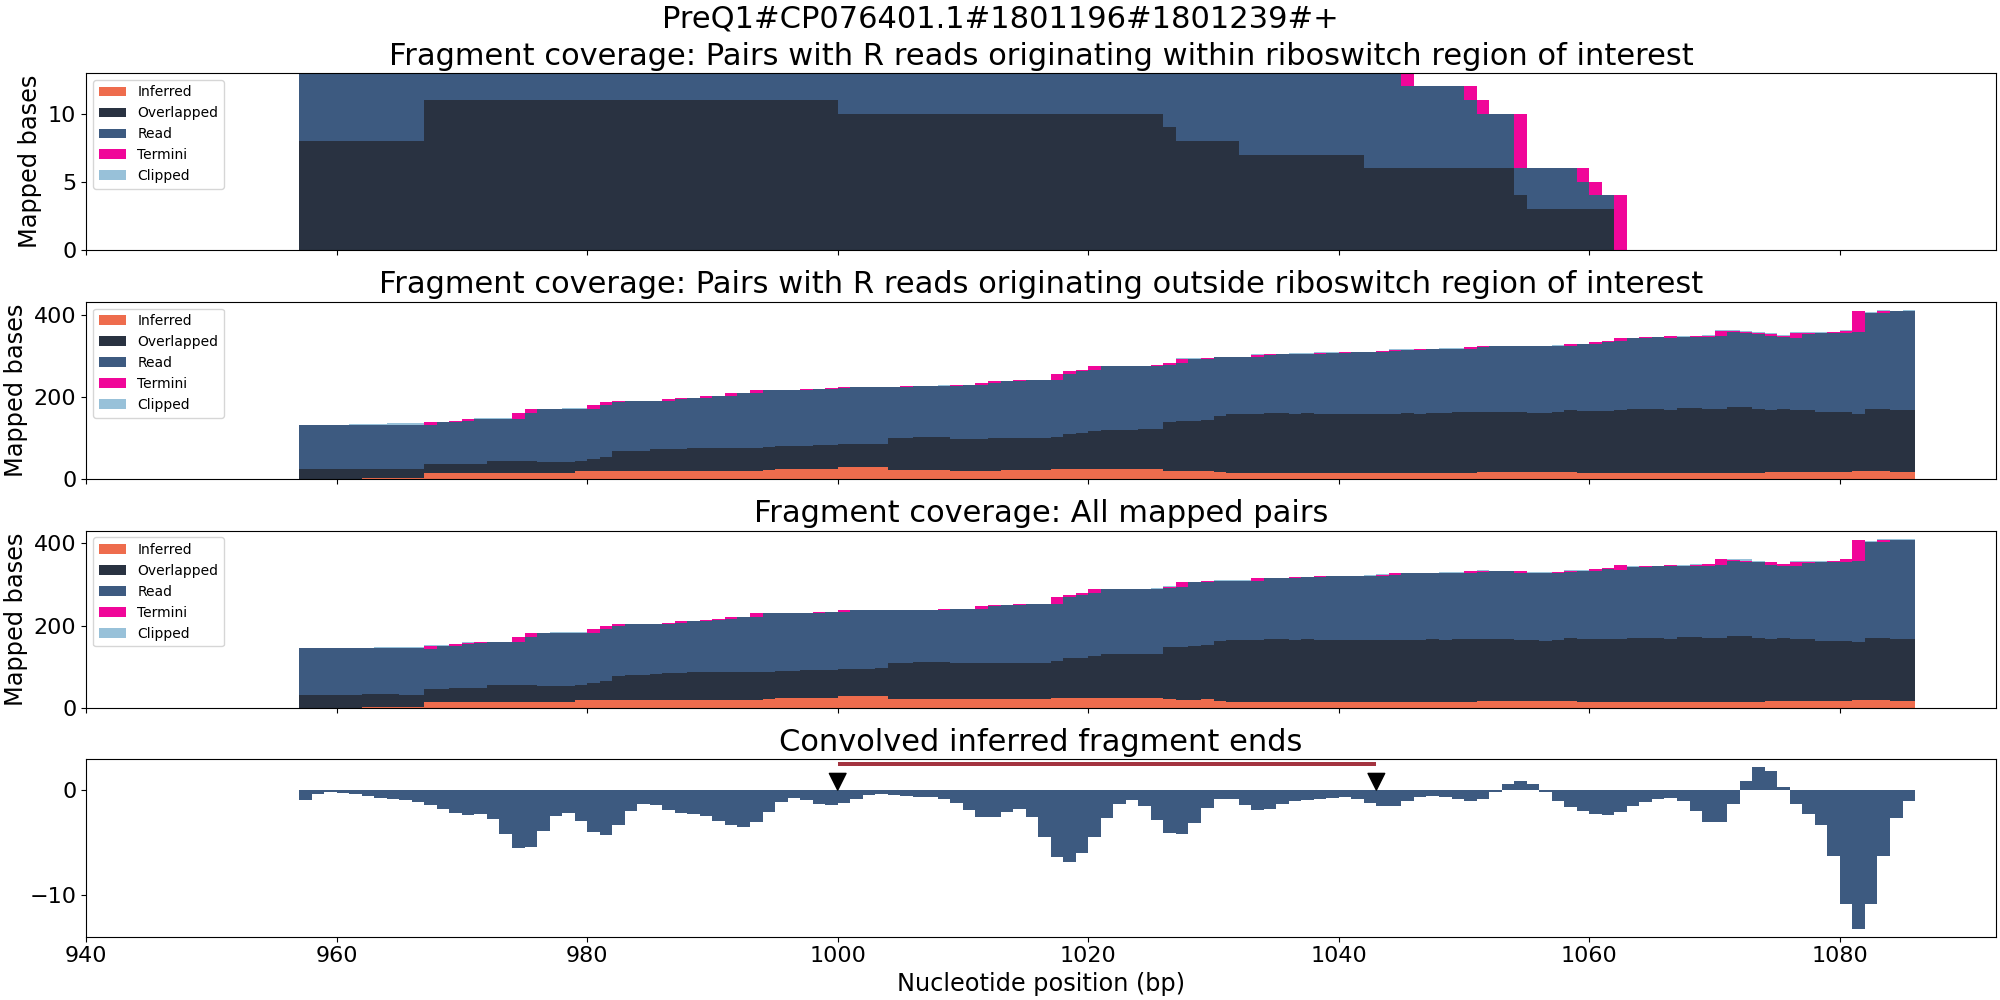 PreQ1#CP076401.1#1801196#1801239#+
Fragment coverage: Pairs with R reads originating within riboswitch region of interest
Mapped bases
10
5
0
Inferred
Overlapped
Read
Termini
Clipped
Fragment coverage: Pairs with R reads originating outside riboswitch region of interest
Mapped bases
400
200
0
Inferred
Overlapped
Read
Termini
Clipped
Fragment coverage: All mapped pairs
Mapped bases
400
200
0
Inferred
Overlapped
Read
Termini
Clipped
Convolved inferred fragment ends
0
−10
940 960 980 1000 1020 1040 1060 1080
Nucleotide position (bp)